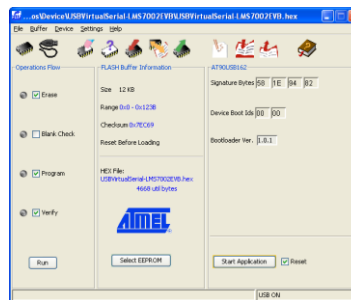 ...os\Device\USBVirtualSerial-LMS7002EVB\USBVirtualSerial-LMS7002EVB.hex
File Buffer Device Settings Help
Operations Flow
Erase
Blank Check
Program
Verify
Run
FLASH Buffer Information
Size 12 KB
Range 0x0 - 0x123B
Checksum 0x7EC69
Reset Before Loading
HEX File:
USBVirtualSerial-LMS7002EVB.hex
4668 util bytes
ATMEL
Select EEPROM
AT90USB162
Signature Bytes 58 1E 94 82
Device Boot Ids 00 00
Bootloader Ver. 1.0.1
Start Application Reset
USB ON